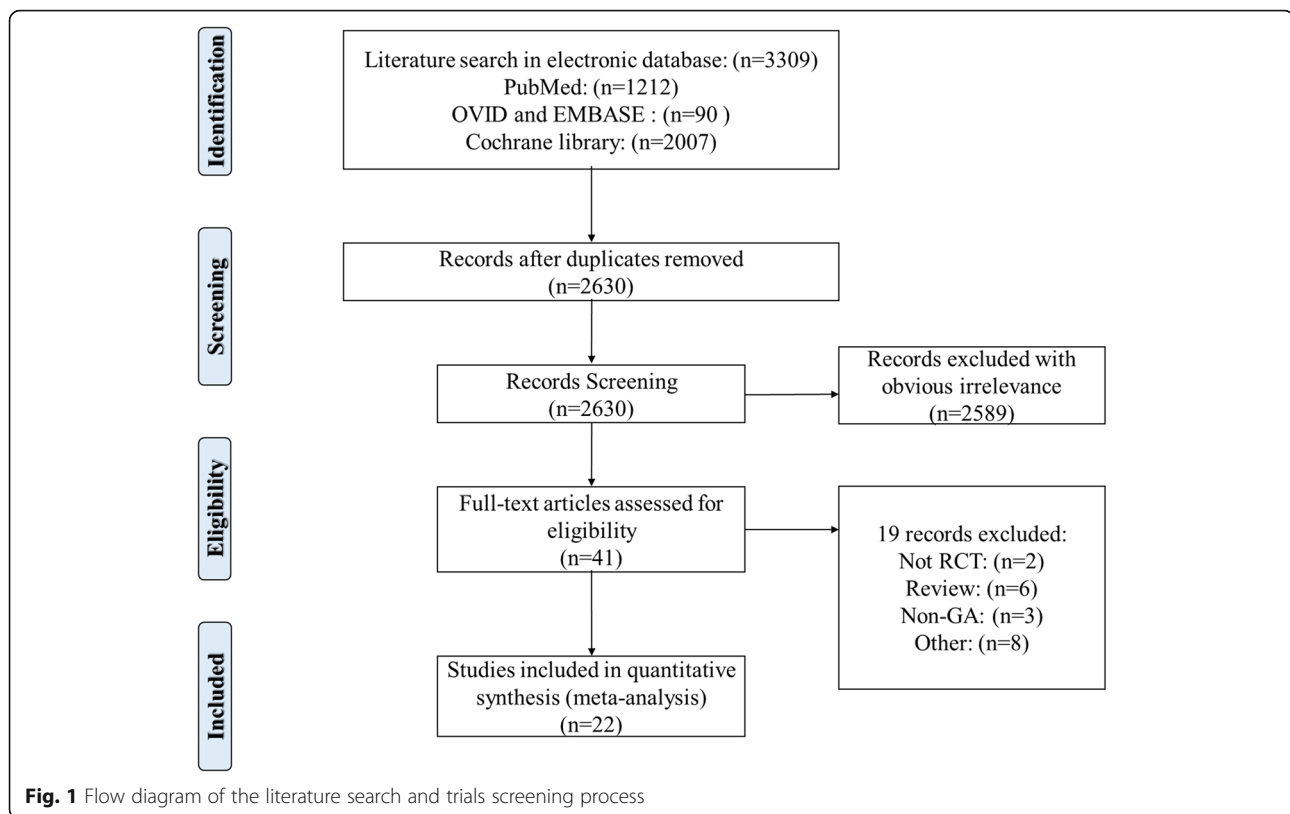 Identification
Literature search in electronic database: (n=3309)
PubMed: (n=1212)
OVID and EMBASE : (n=90 )
Cochrane library: (n=2007)
Screening
Records after duplicates removed
(n=2630)
Records Screening
(n=2630)
Records excluded with
obvious irrelevance
(n=2589)
Eligibility
Full-text articles assessed for
eligibility
(n=41)
19 records excluded:
Not RCT: (n=2)
Review: (n=6)
Non-GA: (n=3)
Other: (n=8)
Included
Studies included in quantitative
synthesis (meta-analysis)
(n=22)
Fig. 1 Flow diagram of the literature search and trials screening process